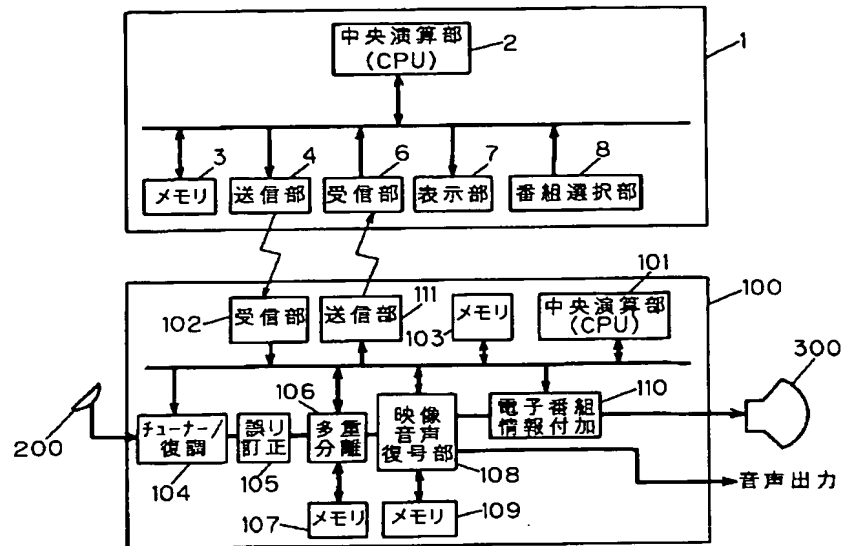 中央演算部
(CPU)
2
1
3
4
6
7
8
メモリ
送信部
受信部
表示部
番組選択部
101
100
102
受信部
送信部
111
103
メモリ
中央演算部
(CPU)
300
200
106
110
チューナー/
復調
誤り
訂正
多重
分離
映像
音声
復号部
電子番組
情報付加
104
105
108
音声出力
107
メモリ
メモリ
109